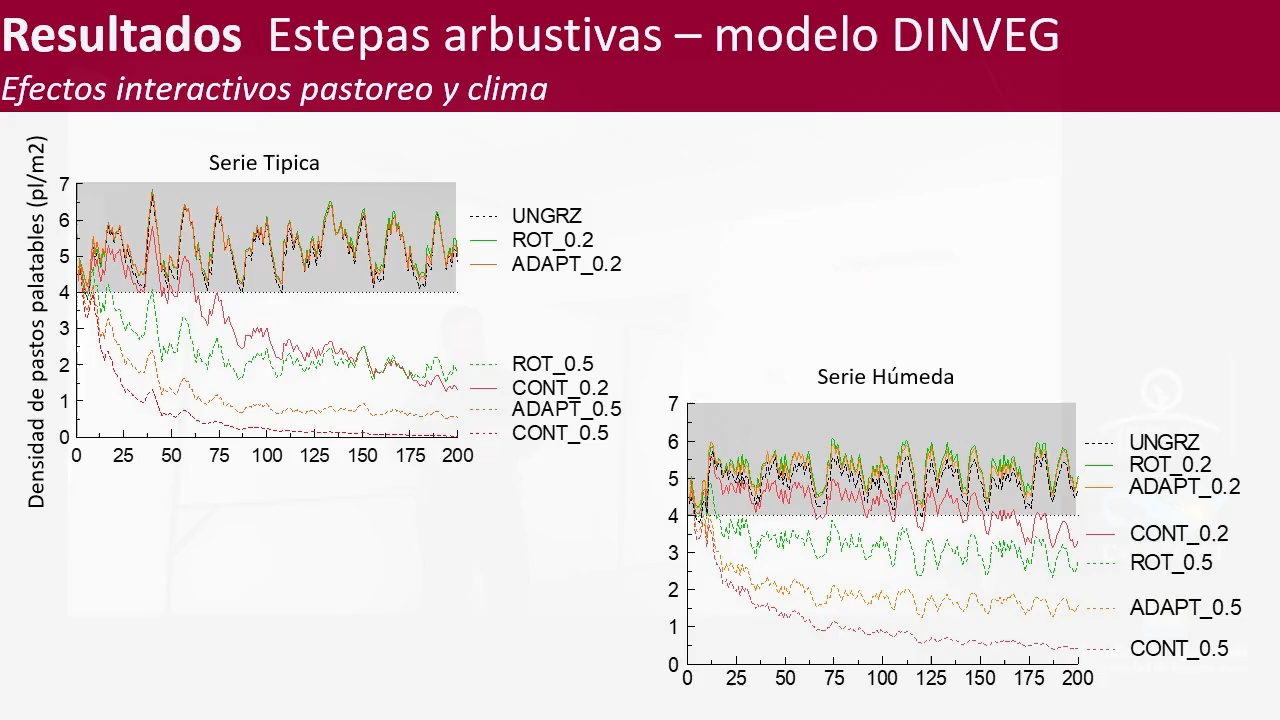 Resultados Estepas arbustivas – modelo DINVEG
Efectos interactivos pastoreo y clima
Densidad de pastos palatables (pl/m2)
Serie Tipica
7
6
5
4
3
2
1
0
0 25 50 75 100 125 150 175 200
UNGRZ
ROT_0.2
ADAPT_0.2
ROT_0.5
CONT_0.2
ADAPT_0.5
CONT_0.5
Serie Húmeda
7
6
5
4
3
2
1
0
0 25 50 75 100 125 150 175 200
UNGRZ
ROT_0.2
ADAPT_0.2
CONT_0.2
ROT_0.5
ADAPT_0.5
CONT_0.5